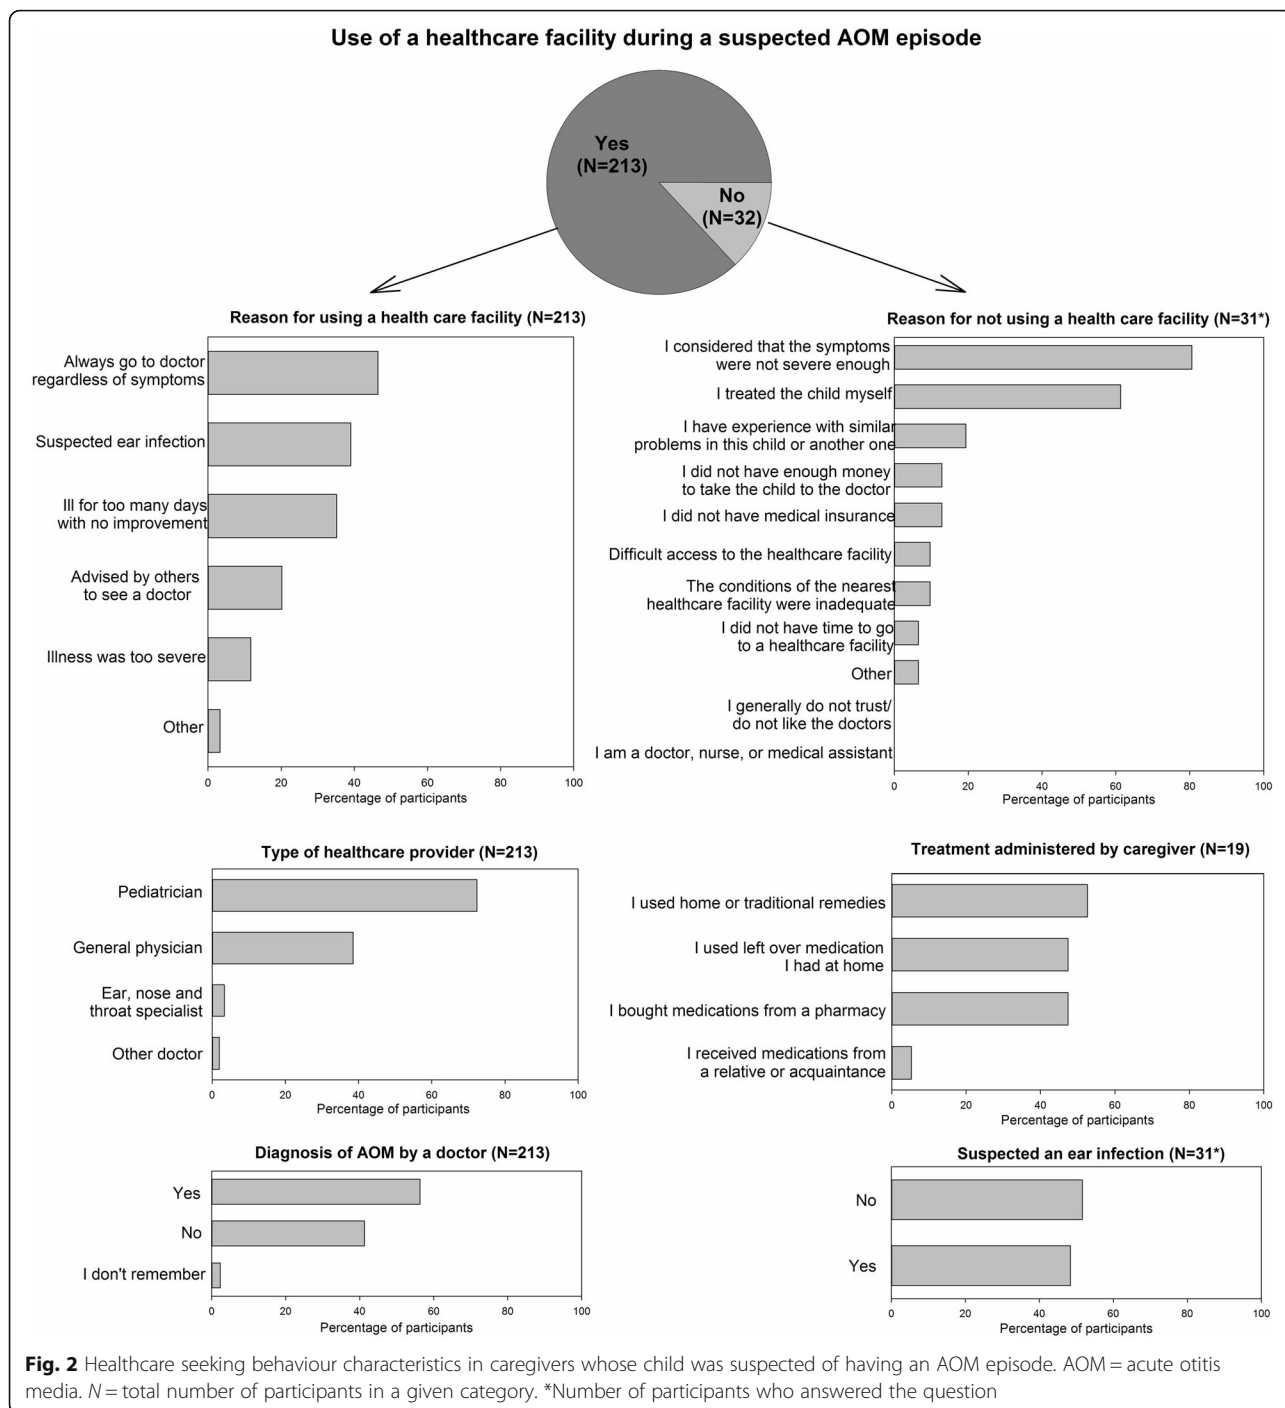 Use of a healthcare facility during a suspected AOM episode
Yes
(N=213)
No
(N=32)
Reason for using a health care facility (N=213)
Always go to doctor
regardless of symptoms
Suspected ear infection
Ill for too many days
with no improvement
Advised by others
to see a doctor
Illness was too severe
Other
0 20 40 60 80 100
Percentage of participants
Reason for not using a health care facility (N=31*)
I considered that the symptoms
were not severe enough
I treated the child myself
I have experience with similar
problems in this child or another one
I did not have enough money
to take the child to the doctor
I did not have medical insurance
Difficult access to the healthcare facility
The conditions of the nearest
healthcare facility were inadequate
I did not have time to go
to a healthcare facility
Other
I generally do not trust/
do not like the doctors
I am a doctor, nurse, or medical assistant
0 20 40 60 80 100
Percentage of participants
Type of healthcare provider (N=213)
Pediatrician
General physician
Ear, nose and
throat specialist
Other doctor
0 20 40 60 80 100
Percentage of participants
Treatment administered by caregiver (N=19)
I used home or traditional remedies
I used left over medication
I had at home
I bought medications from a pharmacy
I received medications from
a relative or acquaintance
0 20 40 60 80 100
Percentage of participants
Diagnosis of AOM by a doctor (N=213)
Yes
No
I don't remember
0 20 40 60 80 100
Percentage of participants
Suspected an ear infection (N=31*)
No
Yes
0 20 40 60 80 100
Percentage of participants
Fig. 2 Healthcare seeking behaviour characteristics in caregivers whose child was suspected of having an AOM episode. AOM = acute otitis
media. N = total number of participants in a given category. *Number of participants who answered the question